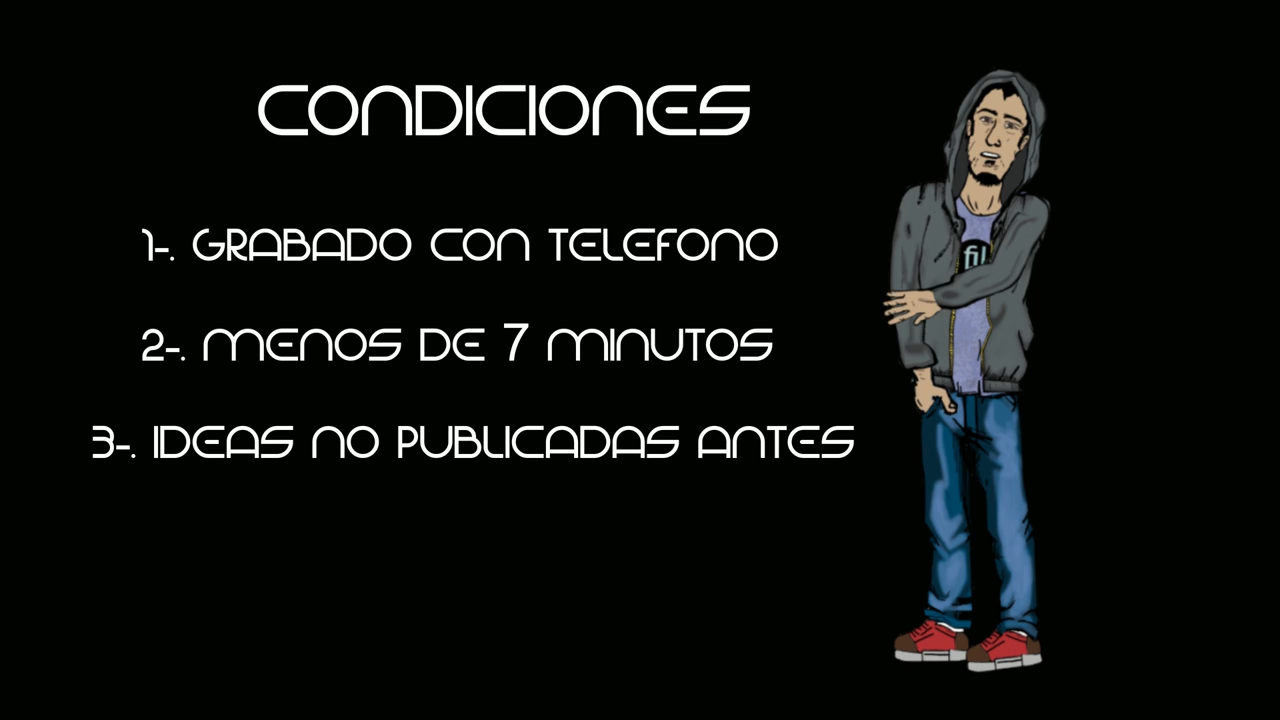 CONDICIONES
1-. GRABADO CON TELEFONO
2-. MENOS DE 7 MINUTOS
3-. IDEAS NO PUBLICADAS ANTES